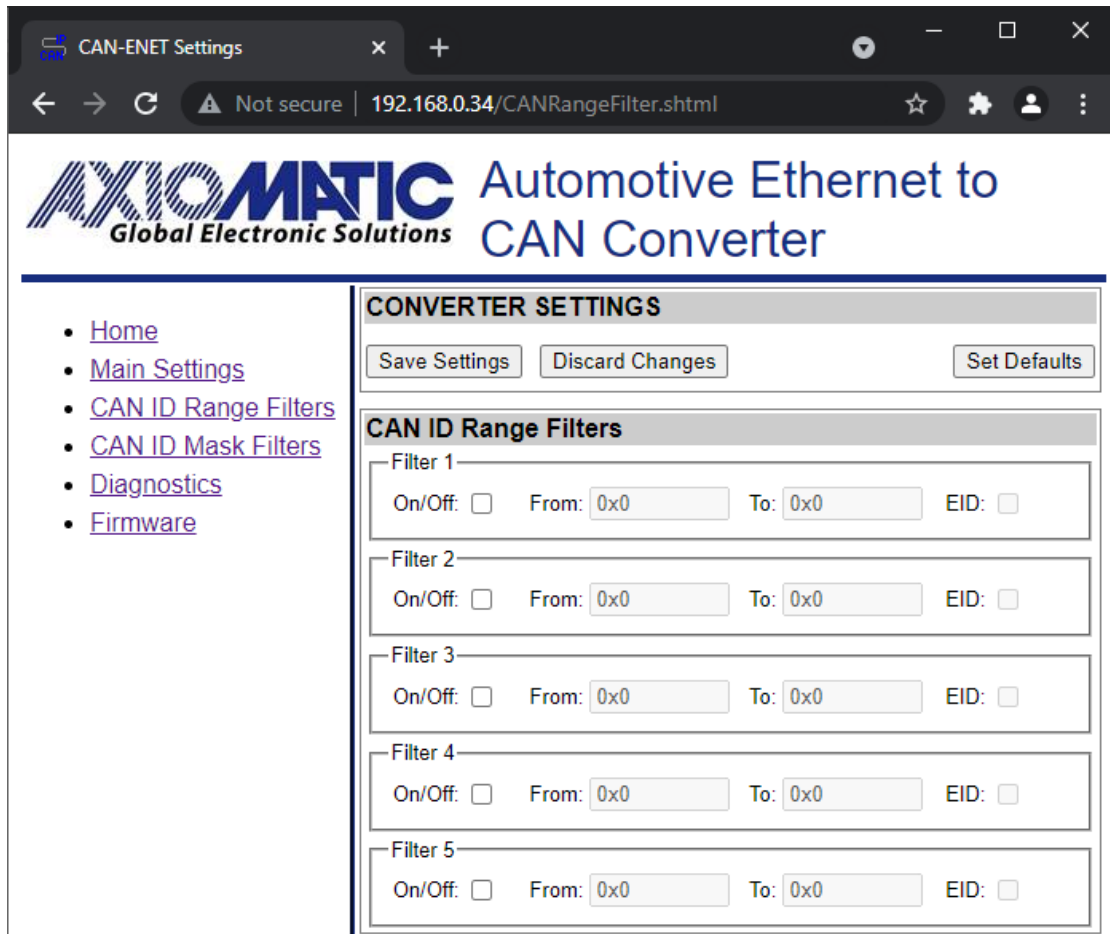 CAN-ENET Settings
Not secure 192.168.0.34/CANRangeFilter.shtml
AXIOMATIC
Global Electronic Solutions
Automotive Ethernet to
CAN Converter
Home
Main Settings
CAN ID Range Filters
CAN ID Mask Filters
Diagnostics
Firmware
CONVERTER SETTINGS
Save Settings Discard Changes Set Defaults
CAN ID Range Filters
Filter 1
On/Off: From: 0x0 To: 0x0 EID:
Filter 2
On/Off: From: 0x0 To: 0x0 EID:
Filter 3
On/Off: From: 0x0 To: 0x0 EID:
Filter 4
On/Off: From: 0x0 To: 0x0 EID:
Filter 5
On/Off: From: 0x0 To: 0x0 EID: